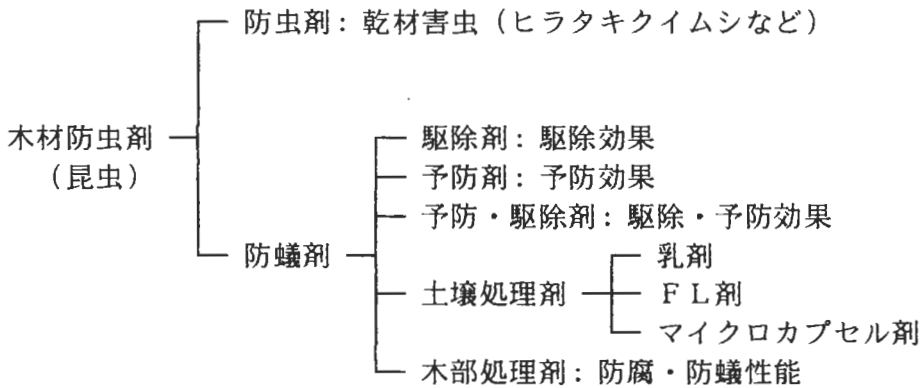 防虫剤：乾材害虫（ヒラタキクイムシなど）
木材防虫剤
（昆虫）
駆除剤：駆除効果
予防剤：予防効果
予防・駆除剤：駆除・予防効果
防蟻剤
乳剤
土壌処理剤
ＦＬ剤
マイクロカプセル剤
木部処理剤：防腐・防蟻性能